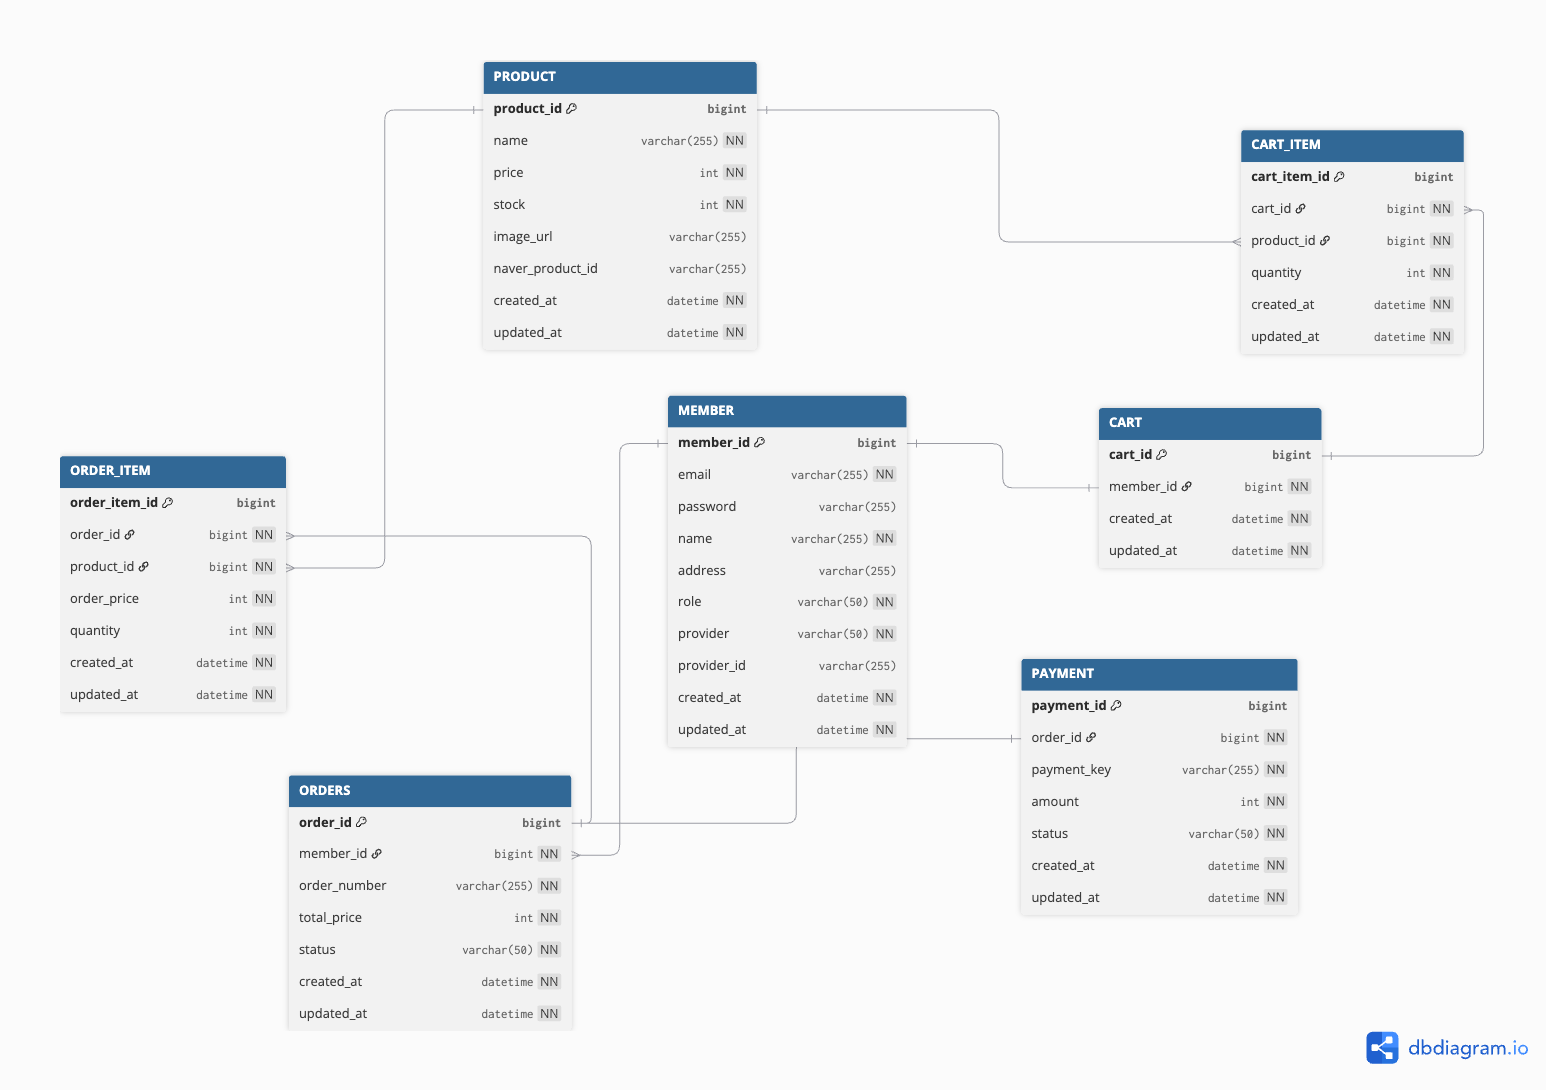 PRODUCT
product_id bigint
name varchar(255) NN
price int NN
stock int NN
image_url varchar(255)
naver_product_id varchar(255)
created_at datetime NN
updated_at datetime NN
CART_ITEM
cart_item_id bigint
cart_id bigint NN
product_id bigint NN
quantity int NN
created_at datetime NN
updated_at datetime NN
MEMBER
member_id bigint
email varchar(255) NN
password varchar(255)
name varchar(255) NN
address varchar(255)
role varchar(50) NN
provider varchar(50) NN
provider_id varchar(255)
created_at datetime NN
updated_at datetime NN
CART
cart_id bigint
member_id bigint NN
created_at datetime NN
updated_at datetime NN
ORDER_ITEM
order_item_id bigint
order_id bigint NN
product_id bigint NN
order_price int NN
quantity int NN
created_at datetime NN
updated_at datetime NN
PAYMENT
payment_id bigint
order_id bigint NN
payment_key varchar(255) NN
amount int NN
status varchar(50) NN
created_at datetime NN
updated_at datetime NN
ORDERS
order_id bigint
member_id bigint NN
order_number varchar(255) NN
total_price int NN
status varchar(50) NN
created_at datetime NN
updated_at datetime NN
dbdiagram.io